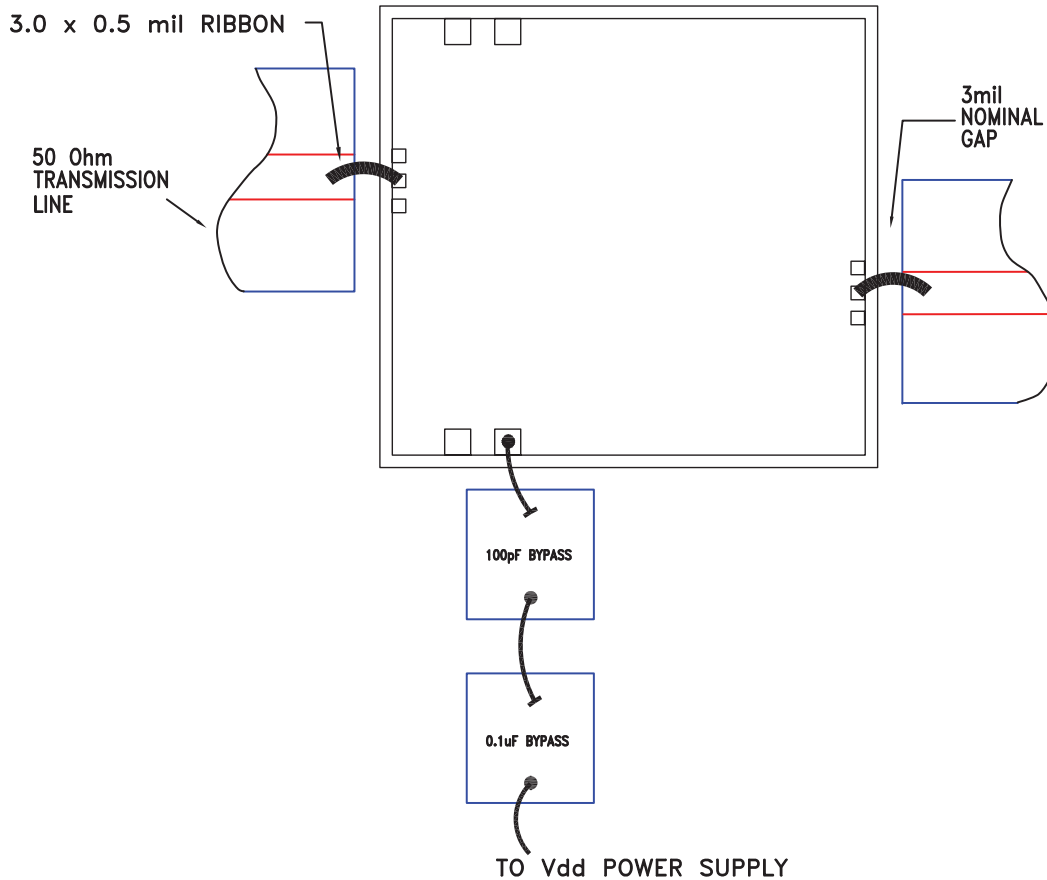 3.0 x 0.5 mil RIBBON
50 Ohm
TRANSMISSION
LINE
3mil
NOMINAL
GAP
100pF BYPASS
0.1uF BYPASS
TO Vdd POWER SUPPLY